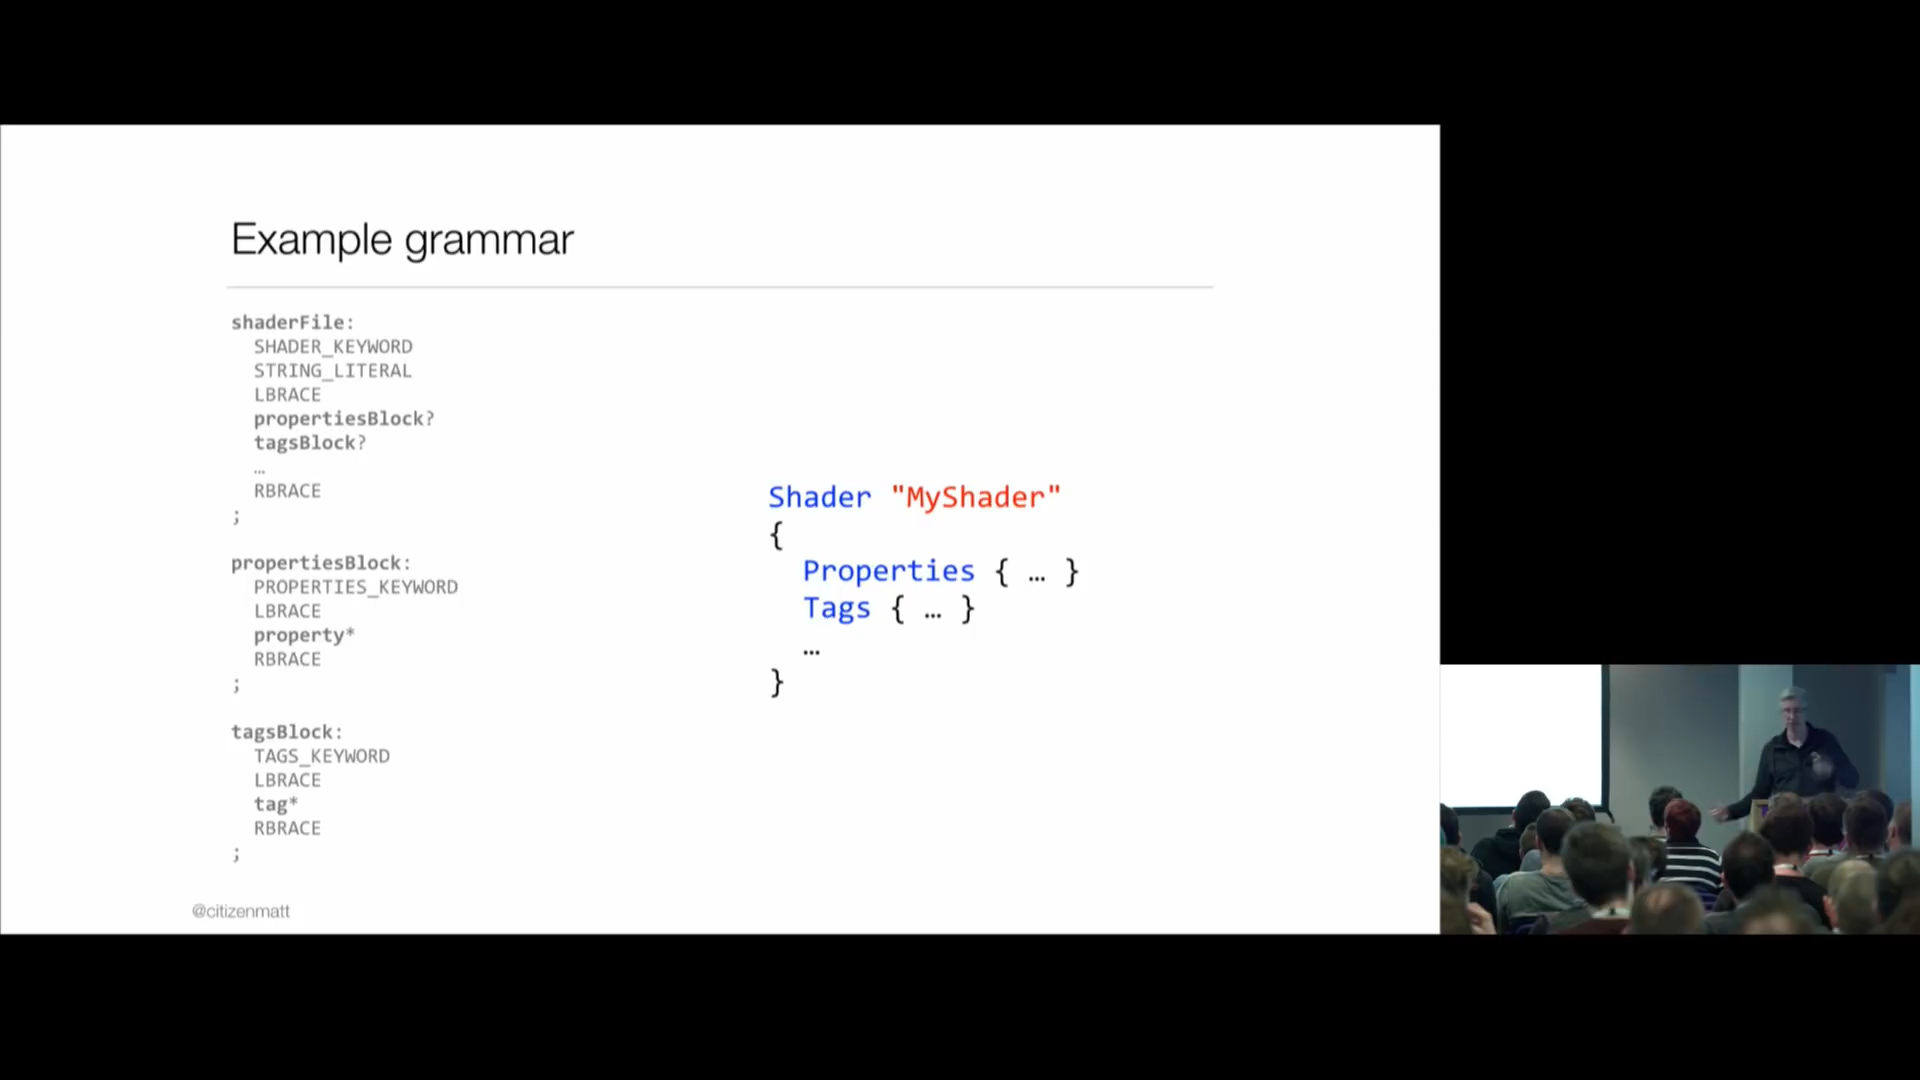 Example grammar
shaderFile:
SHADER_KEYWORD
STRING_LITERAL
LBRACE
propertiesBlock?
tagsBlock?
…
RBRACE
;
propertiesBlock:
PROPERTIES_KEYWORD
LBRACE
property*
RBRACE
;
tagsBlock:
TAGS_KEYWORD
LBRACE
tag*
RBRACE
;
Shader "MyShader"
{
Properties { … }
Tags { … }
…
}
@citizenmatt